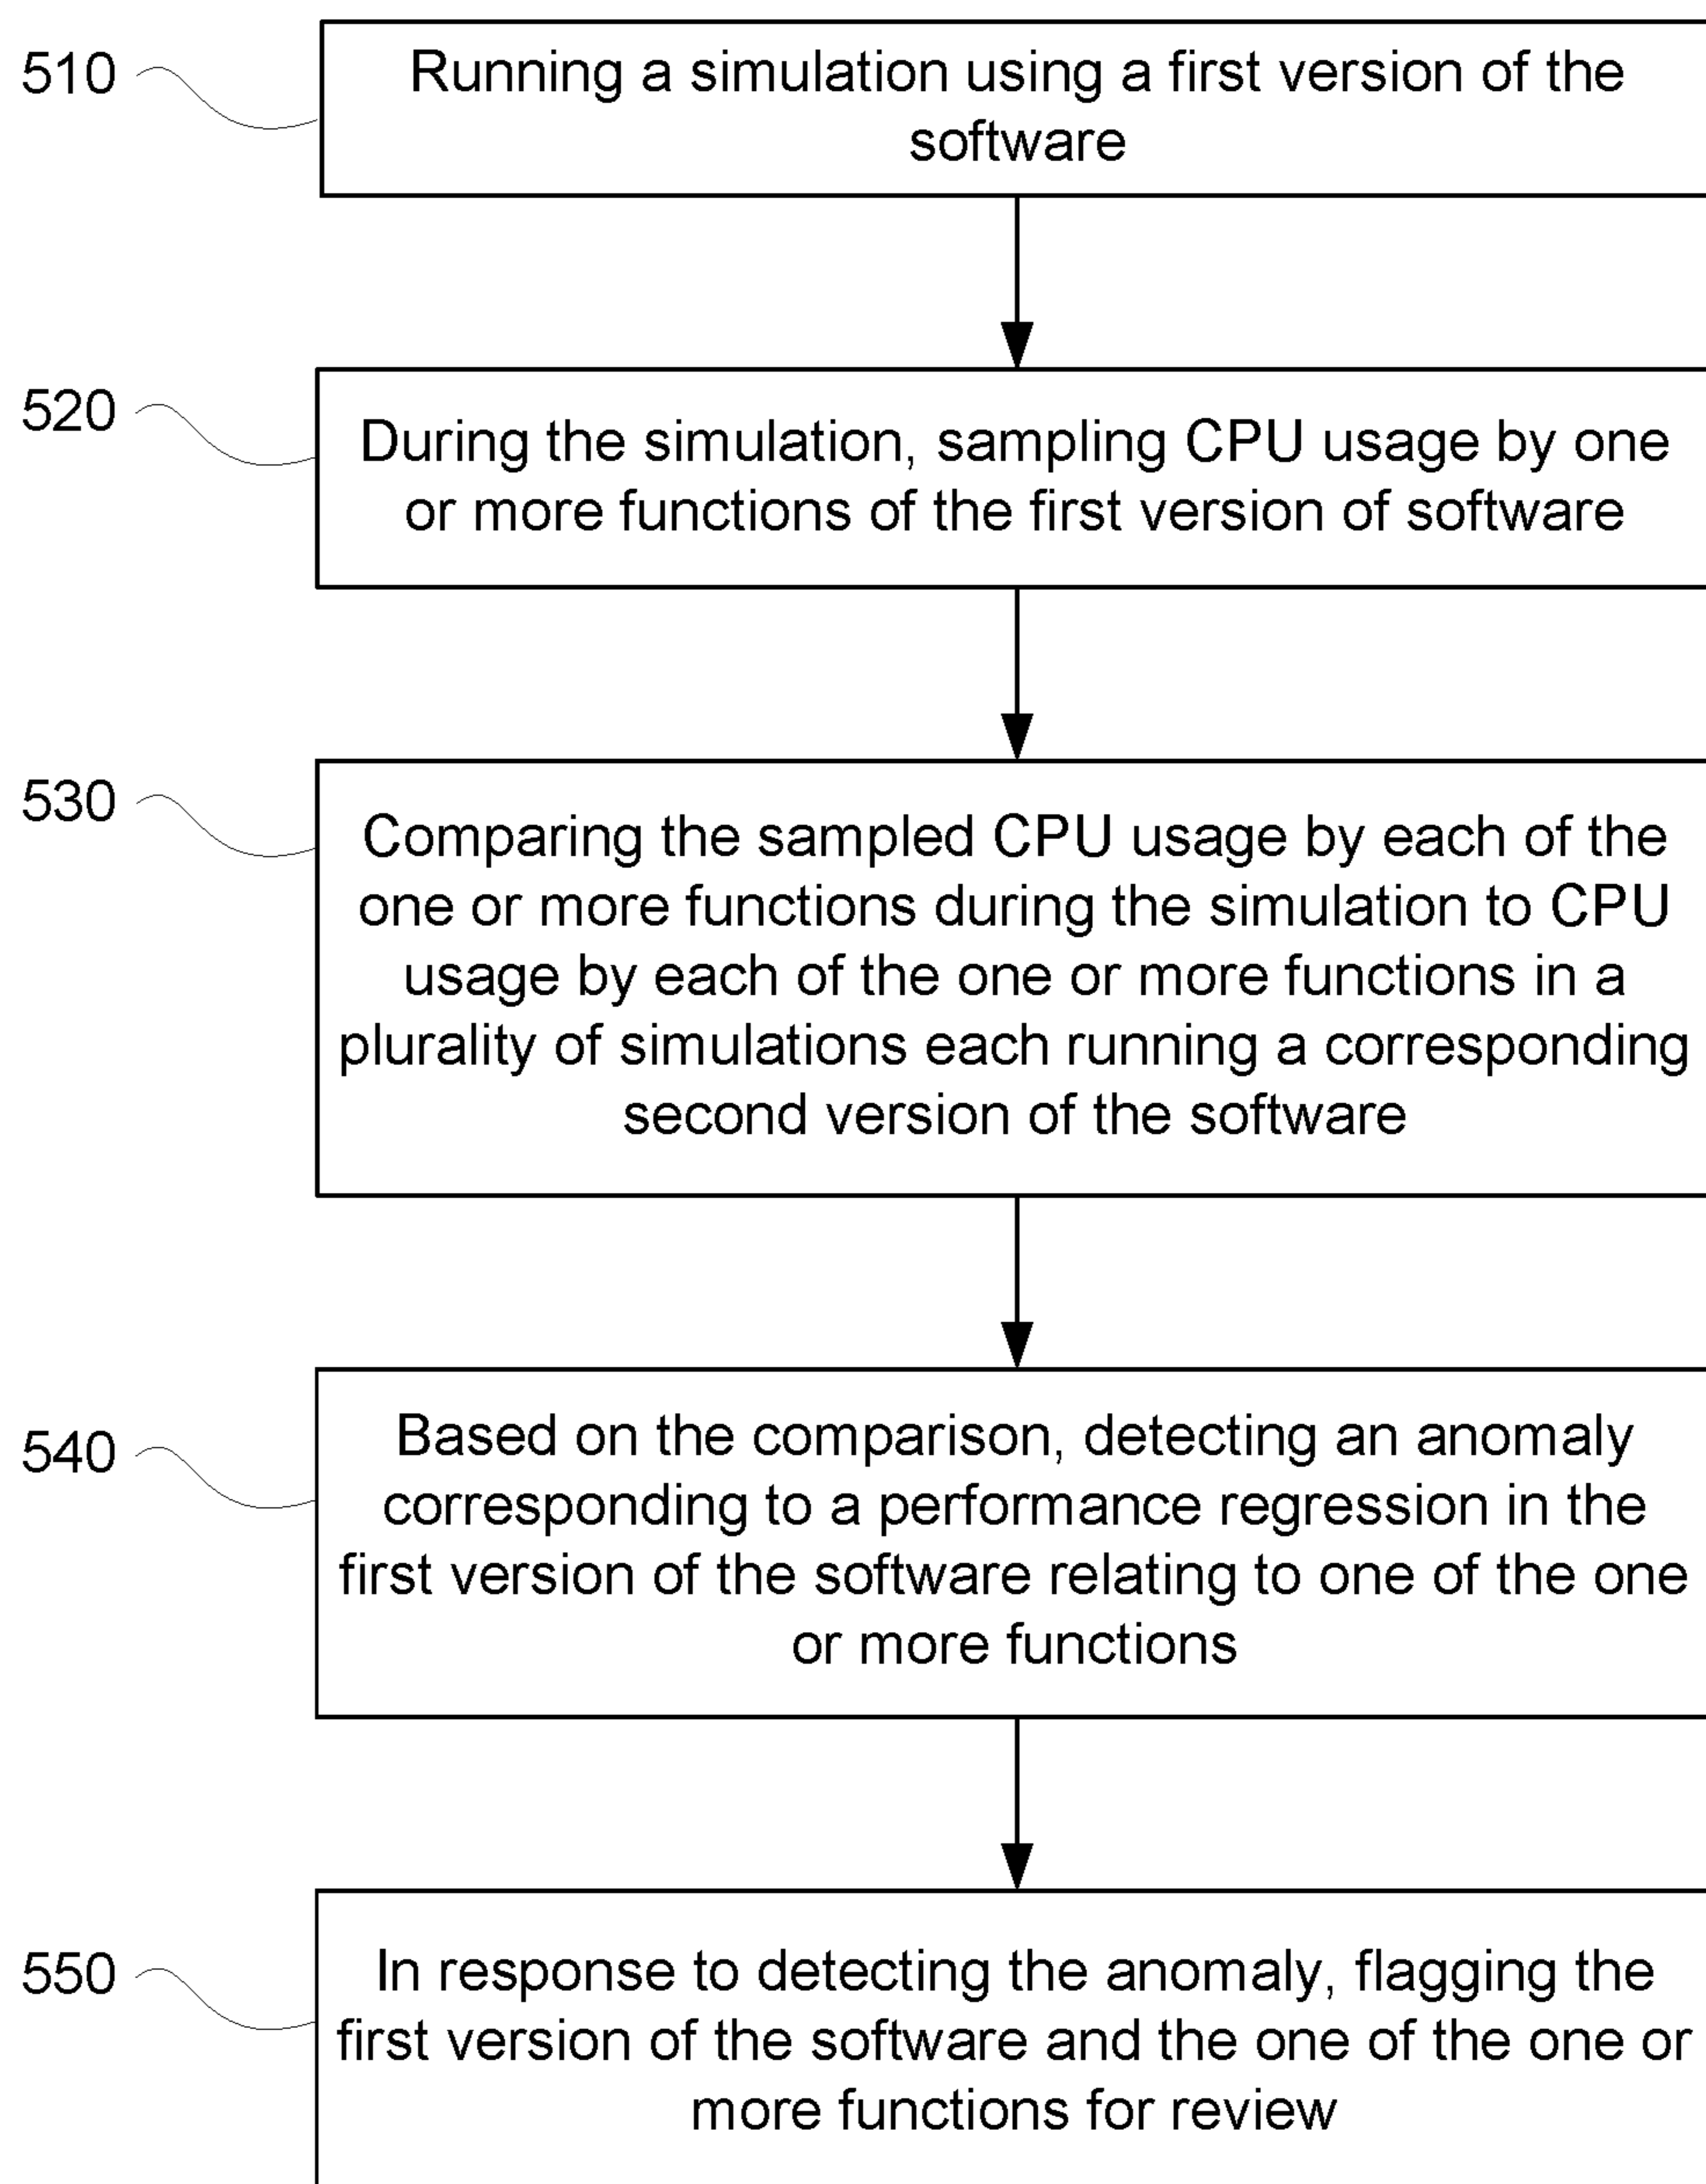 510
Running a simulation using a first version of the
software
520
During the simulation, sampling CPU usage by one
or more functions of the first version of software
530
Comparing the sampled CPU usage by each of the
one or more functions during the simulation to CPU
usage by each of the one or more functions in a
plurality of simulations each running a corresponding
second version of the software
540
Based on the comparison, detecting an anomaly
corresponding to a performance regression in the
first version of the software relating to one of the one
or more functions
550
In response to detecting the anomaly, flagging the
first version of the software and the one of the one or
more functions for review